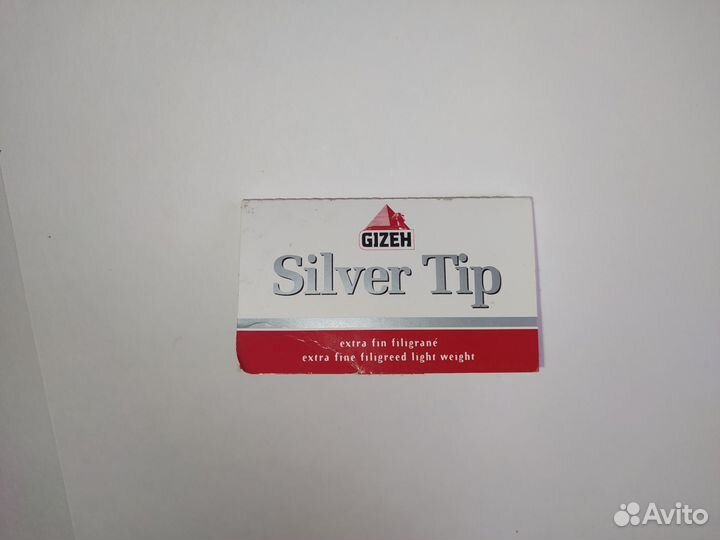 GIZEH
Silver Tip
extra fin filigrané
extra fine filigreed light weight
Avito